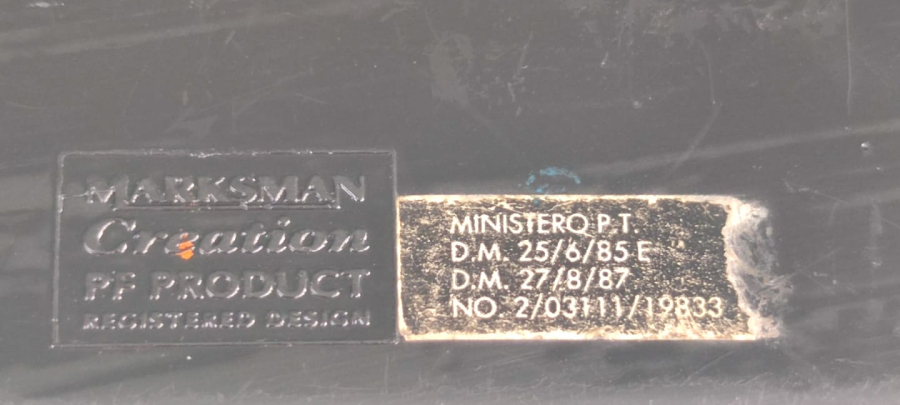 MARKSMAN
Creation
PF PRODUCT
REGISTERED DESIGN
MINISTERO P.T.
D.M. 25/6/85 E
D.M. 27/8/87
NO 2/03111/19833